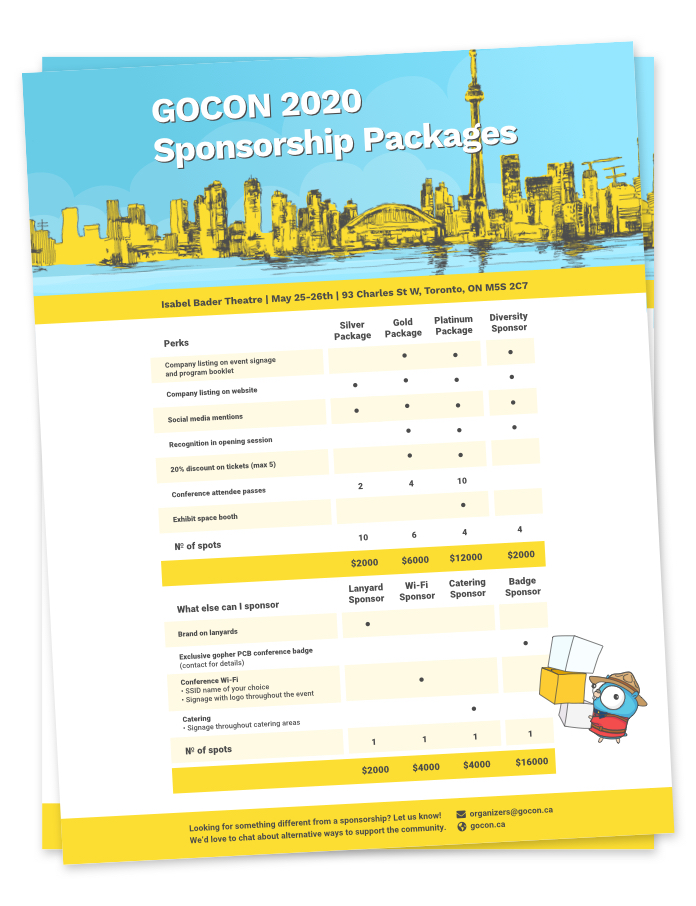 GOCON 2020
Sponsorship Packages
Isabel Bader Theatre | May 25-26th | 93 Charles St W, Toronto, ON M5S 2C7
Perks Silver Package Gold Package Platinum Package Diversity Sponsor
Company listing on event signage
and program booklet • • •
Company listing on website • • • •
Social media mentions • • • •
Recognition in opening session • • •
20% discount on tickets (max 5) • •
Conference attendee passes 2 4 10
Exhibit space booth •
Nº of spots 10 6 4 4
$2000 $6000 $12000 $2000
What else can I sponsor Lanyard Sponsor Wi-Fi Sponsor Catering Sponsor Badge Sponsor
Brand on lanyards •
Exclusive gopher PCB conference badge •
(contact for details)
Conference Wi-Fi
• SSID name of your choice •
• Signage with logo throughout the event
Catering •
• Signage throughout catering areas
Nº of spots 1 1 1 1
$2000 $4000 $4000 $16000
Looking for something different from a sponsorship? Let us know!
We'd love to chat about alternative ways to support the community.
organizers@gocon.ca
gocon.ca